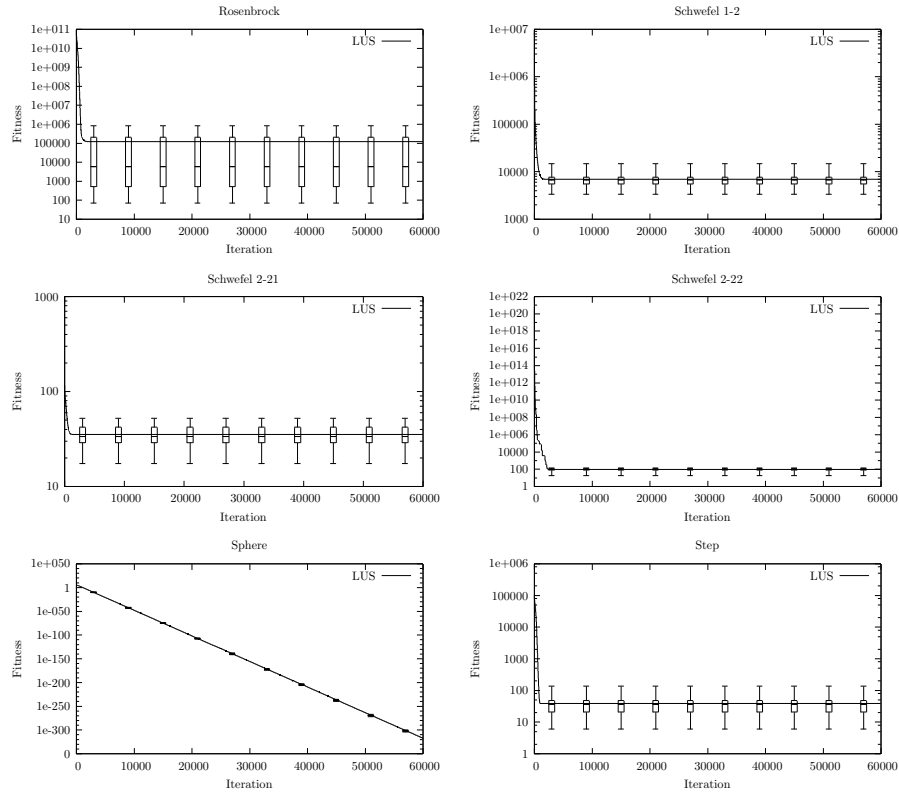 Rosenbrock
Fitness
1e+011
1e+010
1e+009
1e+008
1e+007
1e+006
100000
10000
1000
100
10
LUS
0 10000 20000 30000 40000 50000 60000
Iteration
Schwefel 1-2
Fitness
1e+007
1e+006
100000
10000
1000
LUS
0 10000 20000 30000 40000 50000 60000
Iteration
Schwefel 2-21
Fitness
1000
100
10
LUS
0 10000 20000 30000 40000 50000 60000
Iteration
Schwefel 2-22
Fitness
1e+022
1e+020
1e+018
1e+016
1e+014
1e+012
1e+010
1e+008
1e+006
10000
100
1
LUS
0 10000 20000 30000 40000 50000 60000
Iteration
Sphere
Fitness
1e+050
1
1e-050
1e-100
1e-150
1e-200
1e-250
1e-300
0
LUS
0 10000 20000 30000 40000 50000 60000
Iteration
Step
Fitness
1e+006
100000
10000
1000
100
10
1
LUS
0 10000 20000 30000 40000 50000 60000
Iteration